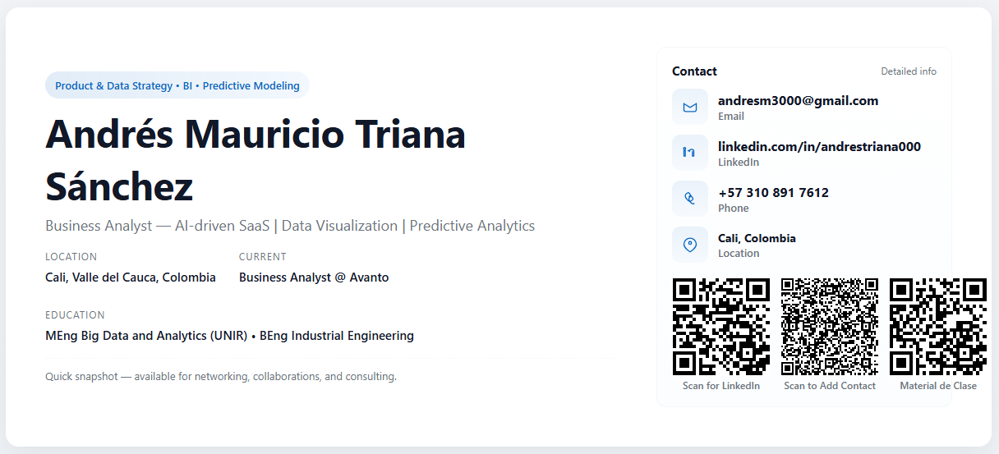 Product & Data Strategy • BI • Predictive Modeling
Andrés Mauricio Triana
Sánchez
Business Analyst — AI-driven SaaS | Data Visualization | Predictive Analytics
LOCATION
Cali, Valle del Cauca, Colombia
CURRENT
Business Analyst @ Avanto
EDUCATION
MEng Big Data and Analytics (UNIR) • BEng Industrial Engineering
Quick snapshot — available for networking, collaborations, and consulting.
Contact
Detailed info
andresm3000@gmail.com
Email
linkedin.com/in/andrestriana000
LinkedIn
+57 310 891 7612
Phone
Cali, Colombia
Location
Scan for LinkedIn
Scan to Add Contact
Material de Clase